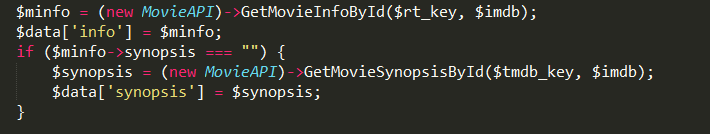 $minfo = (new MovieAPI)->GetMovieInfoById($rt_key, $imdb);
$data['info'] = $minfo;
if ($minfo->synopsis === "") {
    $synopsis = (new MovieAPI)->GetMovieSynopsisById($tmdb_key, $imdb);
    $data['synopsis'] = $synopsis;
}